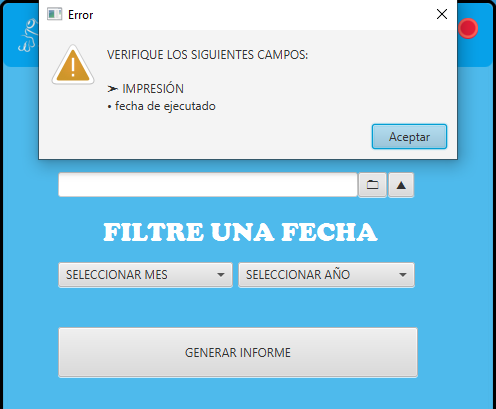 Error
VERIFIQUE LOS SIGUIENTES CAMPOS:
➤ IMPRESIÓN
• fecha de ejecutado
Aceptar
FILTRE UNA FECHA
SELECCIONAR MES
SELECCIONAR AÑO
GENERAR INFORME